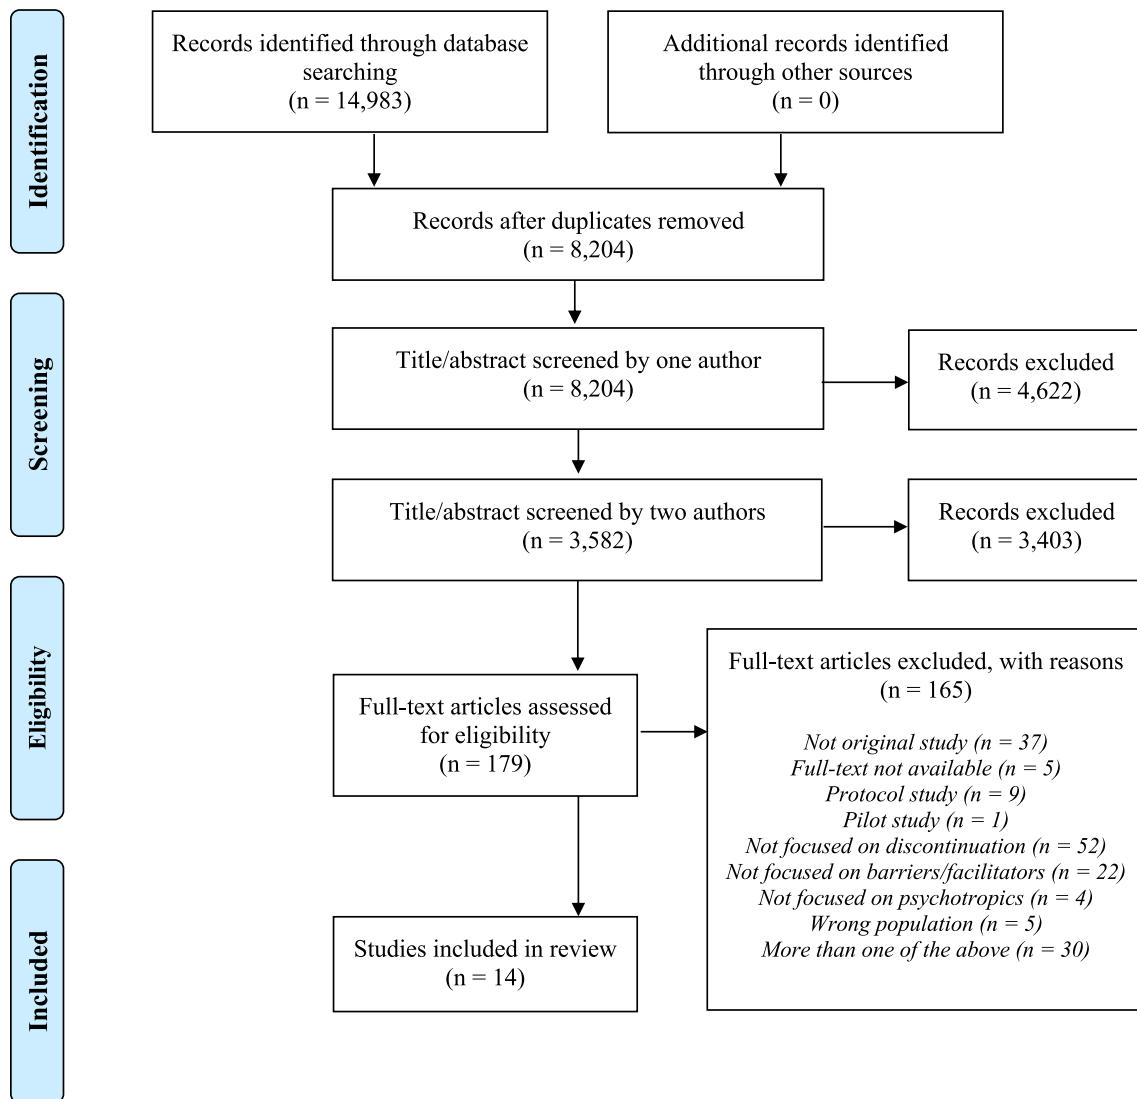 Identification
Records identified through database
searching
(n = 14,983)
Additional records identified
through other sources
(n = 0)
Records after duplicates removed
(n = 8,204)
Screening
Title/abstract screened by one author
(n = 8,204)
Records excluded
(n = 4,622)
Title/abstract screened by two authors
(n = 3,582)
Records excluded
(n = 3,403)
Eligibility
Full-text articles assessed
for eligibility
(n = 179)
Full-text articles excluded, with reasons
(n = 165)
Not original study (n = 37)
Full-text not available (n = 5)
Protocol study (n = 9)
Pilot study (n = 1)
Not focused on discontinuation (n = 52)
Not focused on barriers/facilitators (n = 22)
Not focused on psychotropics (n = 4)
Wrong population (n = 5)
More than one of the above (n = 30)
Included
Studies included in review
(n = 14)